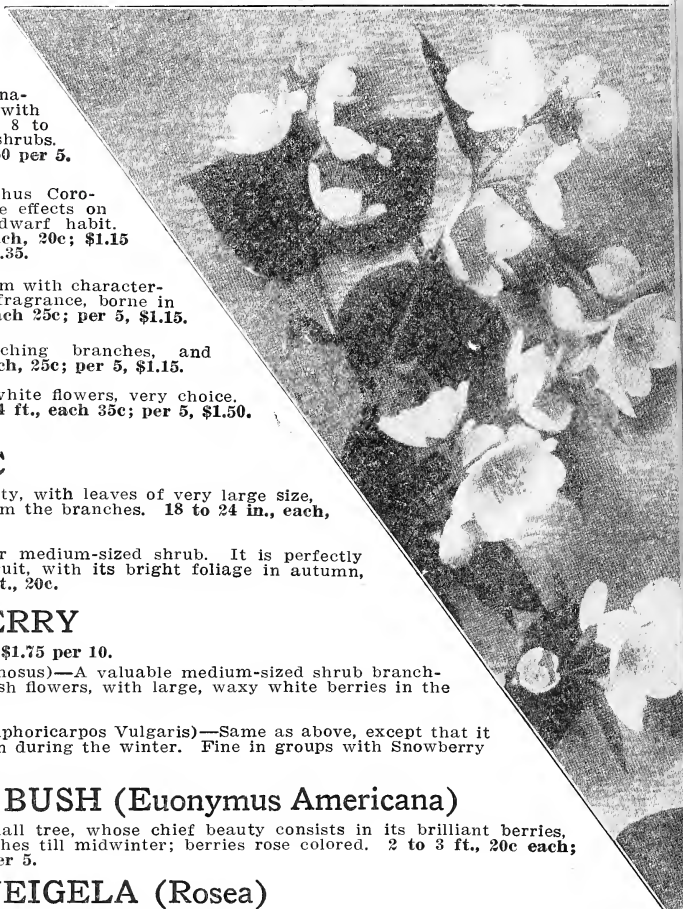 na-
with
8 to
shrubs.
0 per 5.
hus Coro-
e effects on
dwarf habit.
ch, 20c; $1.15
.35.
m with character-
fragrance, borne in
ach 25c; per 5, $1.15.
ching branches, and
ch, 25c; per 5, $1.15.
white flowers, very choice.
4 ft., each 35c; per 5, $1.50.
C
ty, with leaves of very large size,
m the branches. 18 to 24 in., each,
r medium-sized shrub. It is perfectly
uit, with its bright foliage in autumn,
t., 20c.
ERRY
$1.75 per 10.
nosus)—A valuable medium-sized shrub branch-
sh flowers, with large, waxy white berries in the
phoricarpos Vulgaris)—Same as above, except that it
n during the winter. Fine in groups with Snowberry
BUSH (Euonymus Americana)
all tree, whose chief beauty consists in its brilliant berries,
hes till midwinter; berries rose colored. 2 to 3 ft., 20c each;
er 5.
EIGELA (Rosea)